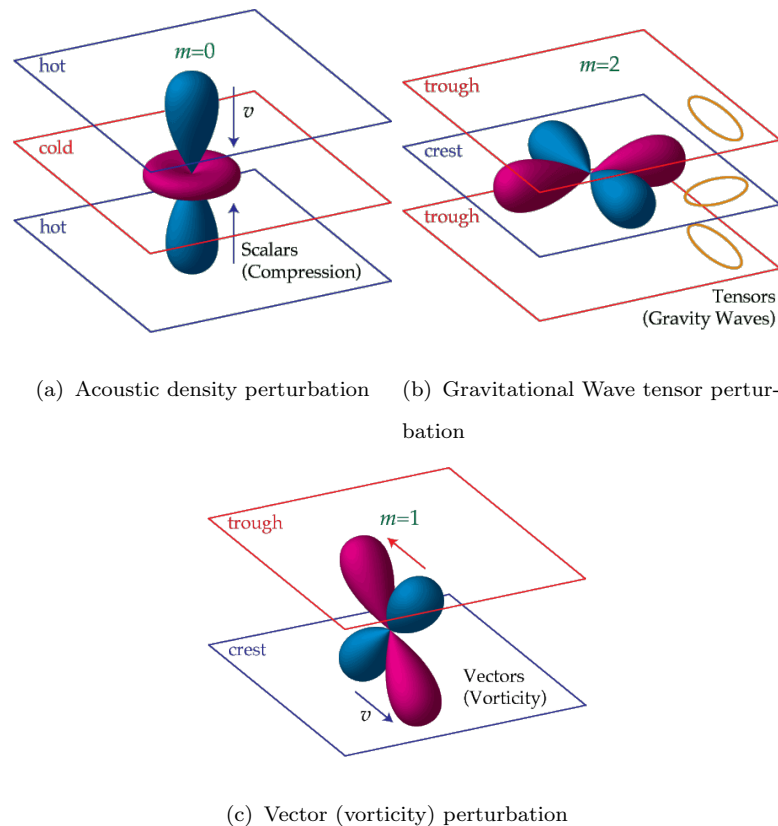 m=0
hot
v
cold
hot
Scalars
(Compression)
m=2
trough
crest
trough
Tensors
(Gravity Waves)
(a) Acoustic density perturbation
(b) Gravitational Wave tensor pertur-
bation
trough
m=1
crest
Vectors
(Vorticity)
v
(c) Vector (vorticity) perturbation